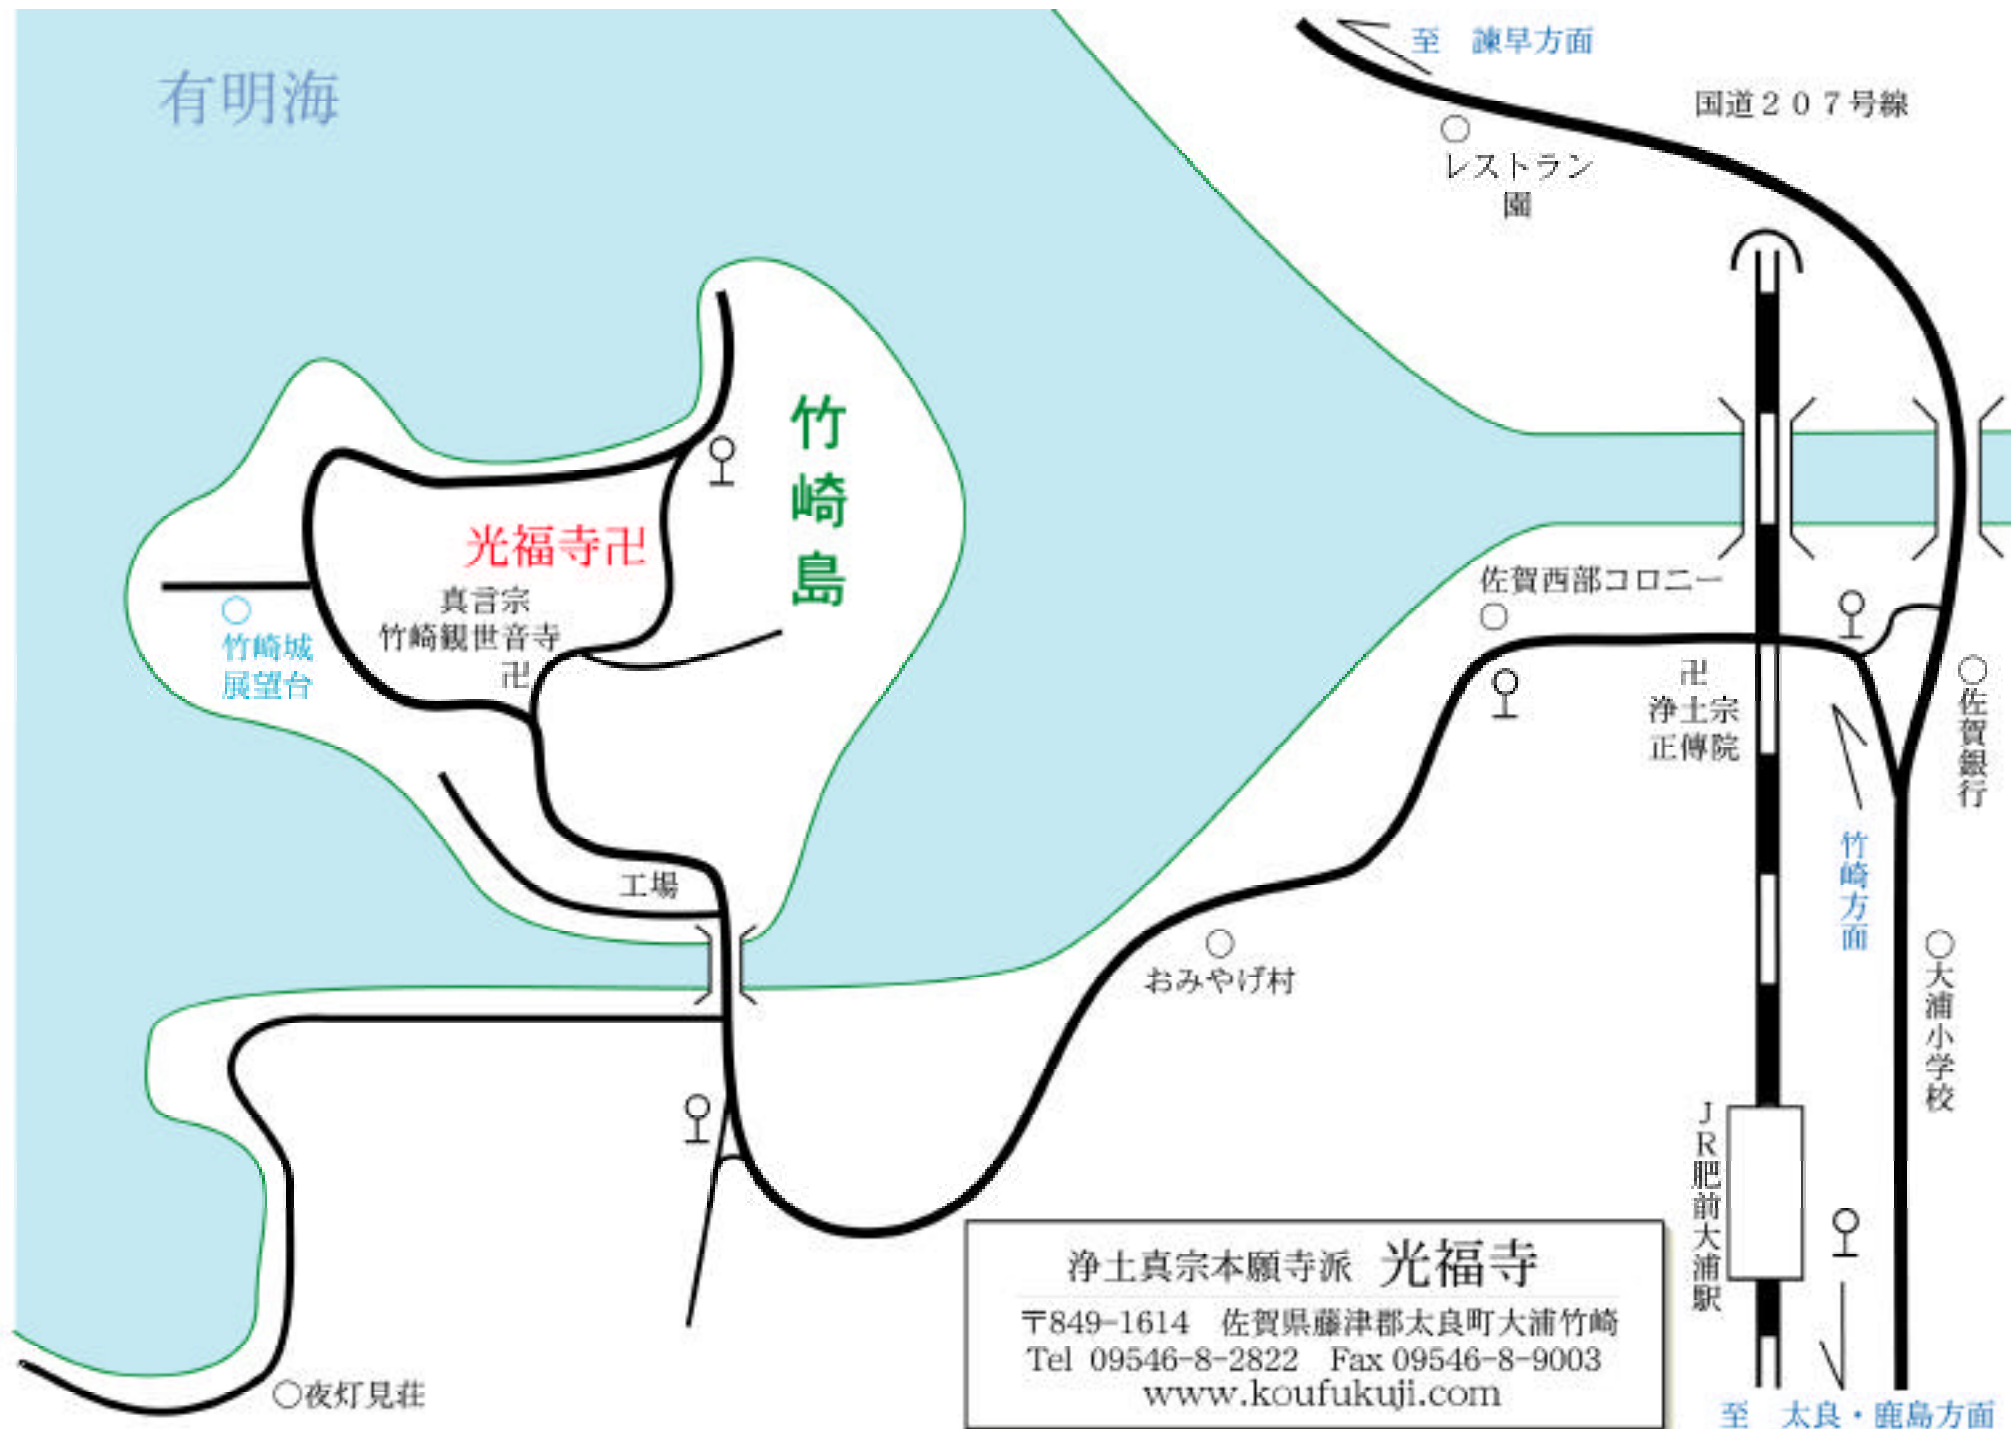 有明海
至　諫早方面
国道２０７号線
レストラン
園
竹崎島
光福寺卍
真言宗
竹崎観世音寺
卍
竹崎城
展望台
佐賀西部コロニー
卍
浄土宗
正傳院
佐賀銀行
竹崎方面
工場
おみやげ村
大浦小学校
ＪＲ肥前大浦駅
浄土真宗本願寺派 光福寺
〒849-1614　佐賀県藤津郡太良町大浦竹崎
Tel 09546-8-2822　Fax 09546-8-9003
www.koufukuji.com
夜灯見荘
至　太良・鹿島方面